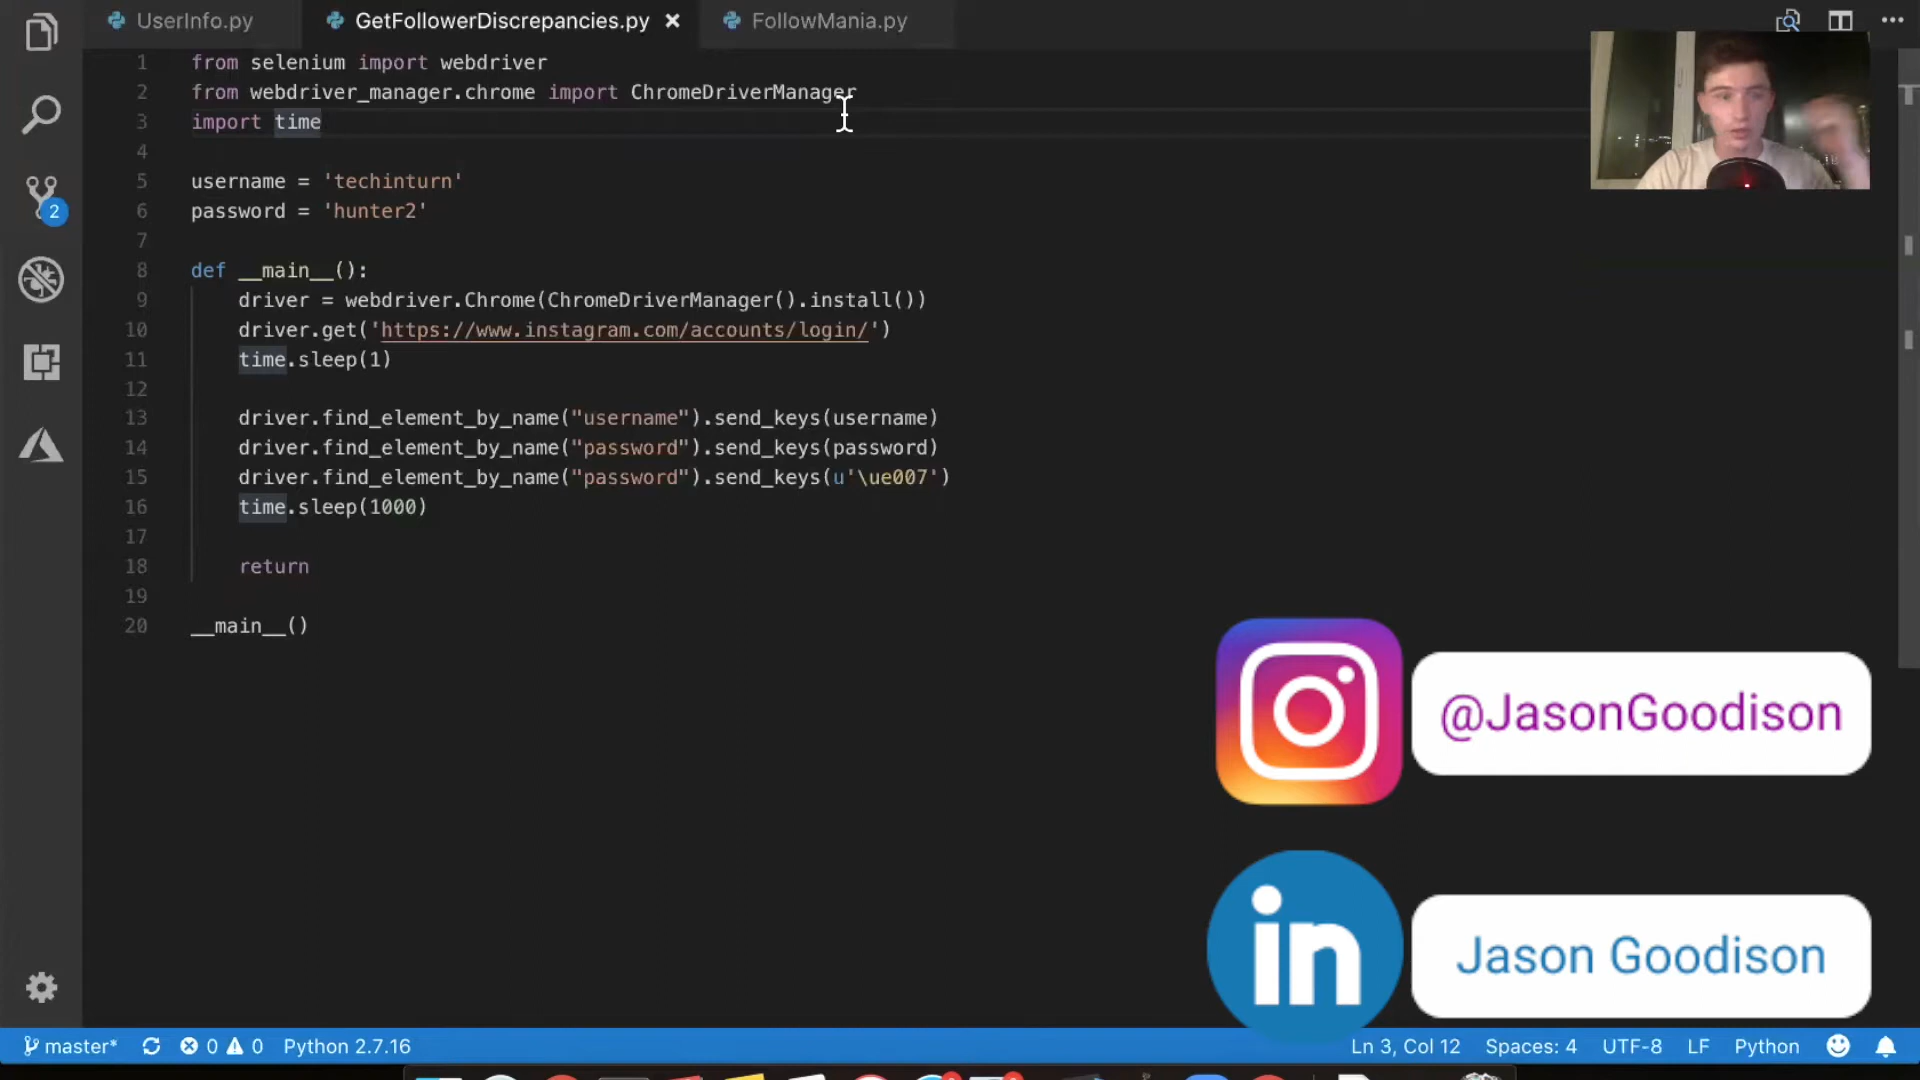 UserInfo.py
GetFollowerDiscrepancies.py
FollowMania.py
1 from selenium import webdriver
2 from webdriver_manager.chrome import ChromeDriverManager
3 import time
4
5 username = 'techinturn'
6 password = 'hunter2'
7
8 def __main__():
9 driver = webdriver.Chrome(ChromeDriverManager().install())
10 driver.get('https://www.instagram.com/accounts/login/')
11 time.sleep(1)
12
13 driver.find_element_by_name("username").send_keys(username)
14 driver.find_element_by_name("password").send_keys(password)
15 driver.find_element_by_name("password").send_keys(u'\ue007')
16 time.sleep(1000)
17
18 return
19
20 __main__()
2
@JasonGoodison
in
Jason Goodison
master* 0 0 Python 2.7.16 Ln 3, Col 12 Spaces: 4 UTF-8 LF Python